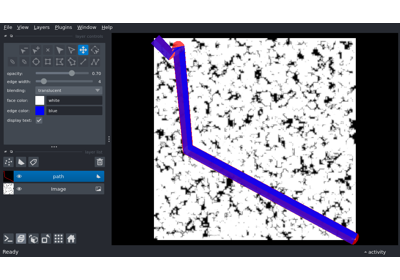 File View Layers Plugins Window Help
opacity: 0.70
edge width: 4
blending: translucent
face color: white
edge color: blue
display text:
path
Image
Ready
activity